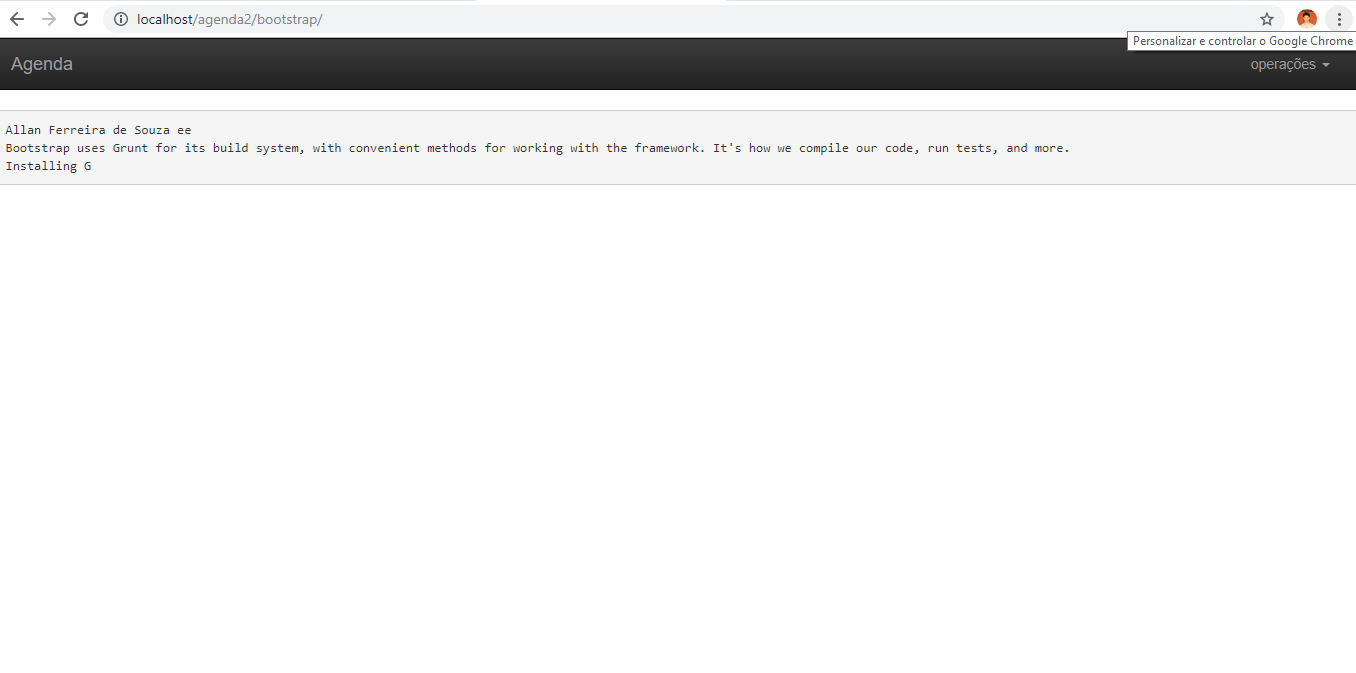 localhost/agenda2/bootstrap/
Personalizar e controlar o Google Chrome
Agenda
operações
Allan Ferreira de Souza ee
Bootstrap uses Grunt for its build system, with convenient methods for working with the framework. It's how we compile our code, run tests, and more.
Installing G